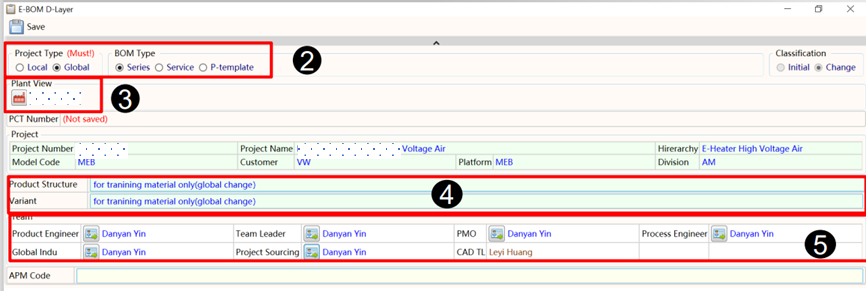 E-BOM D-Layer
Save
Project Type (Must!) BOM Type Classification
Local Global Series Service P-template Initial Change
2
Plant View
3
PCT Number (Not saved)
Project
Project Number Project Name Voltage Air Hirerarchy E-Heater High Voltage Air
Model Code MEB Customer VW Platform MEB Division AM
Product Structure for tranining material only(global change)
4
Variant for tranining material only(global change)
Team
Product Engineer Danyan Yin Team Leader Danyan Yin PMO Danyan Yin Process Engineer Danyan Yin
Global Indu Danyan Yin Project Sourcing Danyan Yin CAD TL Leyi Huang
5
APM Code